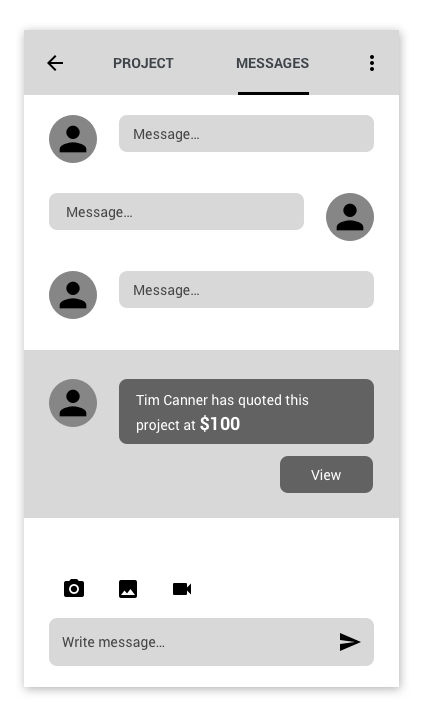 PROJECT MESSAGES
Message...
Message...
Message...
Tim Canner has quoted this
project at $100
View
Write message...